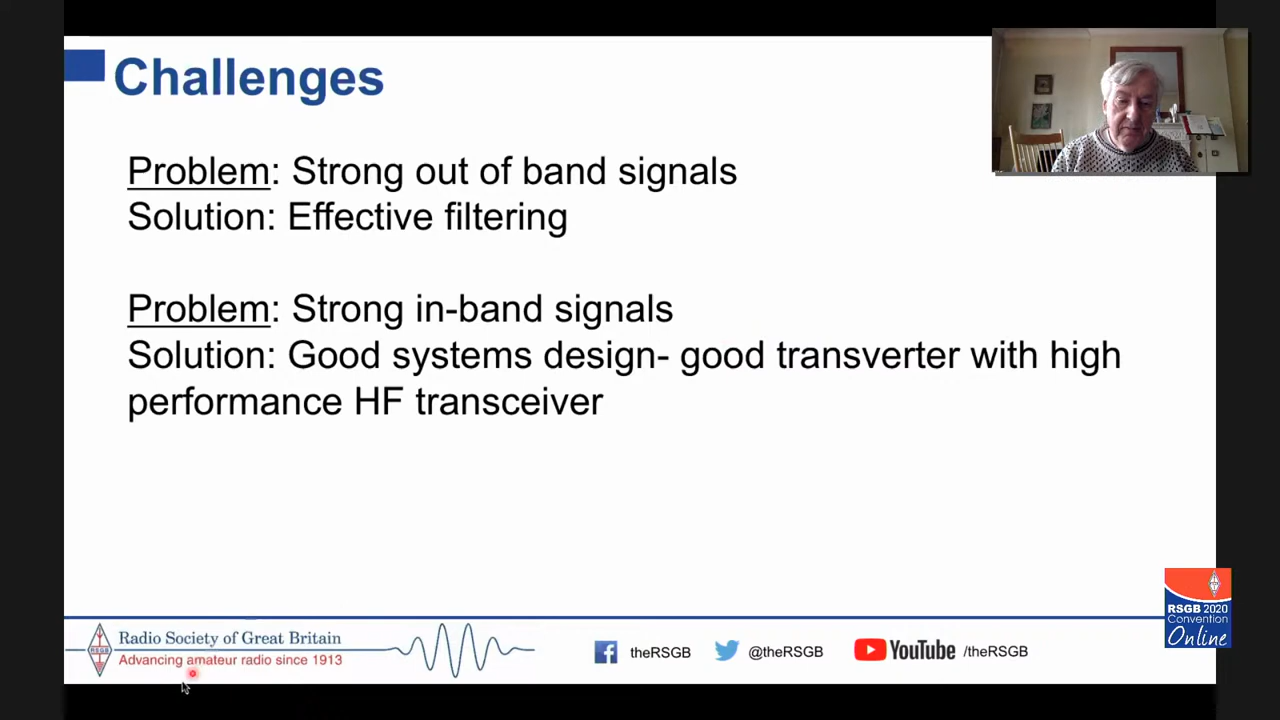 Challenges
Problem: Strong out of band signals
Solution: Effective filtering
Problem: Strong in-band signals
Solution: Good systems design- good transverter with high
performance HF transceiver
RSGB 2020
Convention
Online
RSGB
Radio Society of Great Britain
Advancing amateur radio since 1913
theRSGB
@theRSGB
YouTube /theRSGB